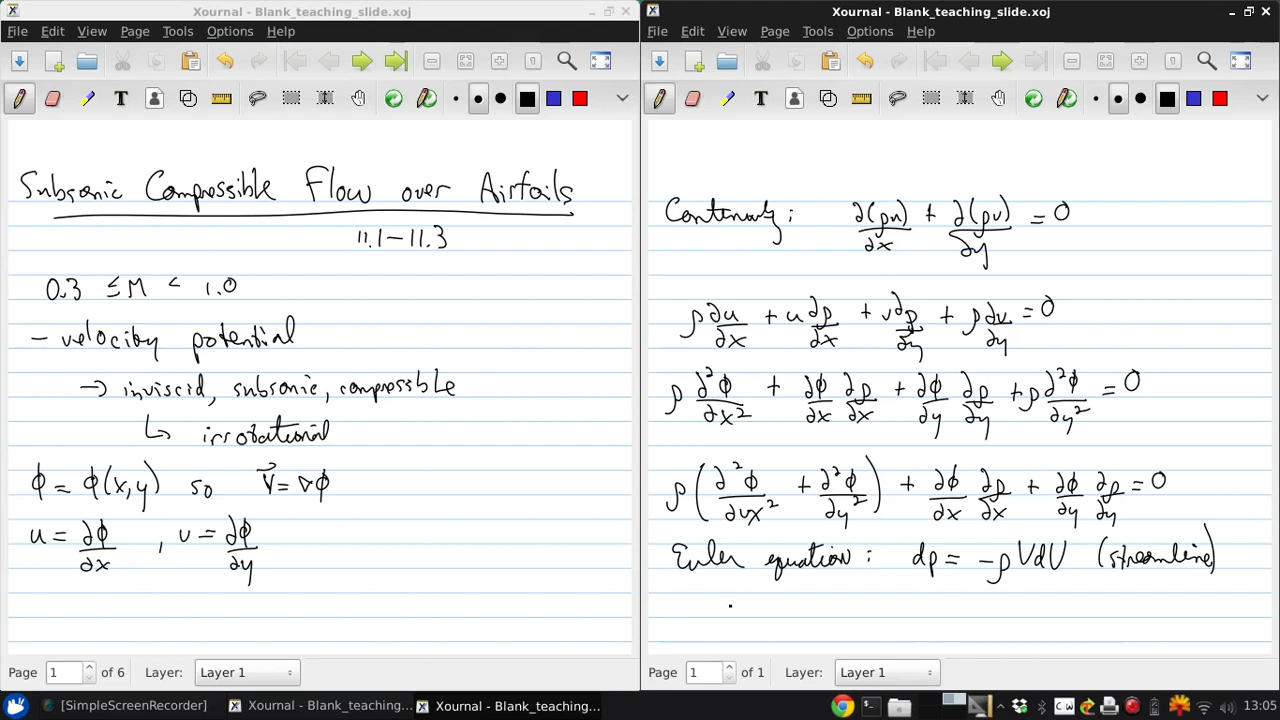 Xournal - Blank_teaching_slide.xoj
File Edit View Page Tools Options Help
Subsonic Compressible Flow over Airfoils
11.1 – 11.3
0.3 ≤ M < 1.0
– velocity potential
→ inviscid, subsonic, compressible
↳ irrotational
ϕ = ϕ(x,y) so V⃗ = ∇ϕ
u = ∂ϕ/∂x , v = ∂ϕ/∂y
Page 1 of 6 Layer: Layer 1
Xournal - Blank_teaching_slide.xoj
File Edit View Page Tools Options Help
Continuity: ∂(ρu)/∂x + ∂(ρv)/∂y = 0
ρ ∂u/∂x + u ∂ρ/∂x + v ∂ρ/∂y + ρ ∂v/∂y = 0
ρ ∂²ϕ/∂x² + ∂ϕ/∂x ∂ρ/∂x + ∂ϕ/∂y ∂ρ/∂y + ρ ∂²ϕ/∂y² = 0
ρ(∂²ϕ/∂x² + ∂²ϕ/∂y²) + ∂ϕ/∂x ∂ρ/∂x + ∂ϕ/∂y ∂ρ/∂y = 0
Euler equation: dp = -ρVdV (streamline)
Page 1 of 1 Layer: Layer 1
[SimpleScreenRecorder] Xournal - Blank_teaching... Xournal - Blank_teaching... 13:05